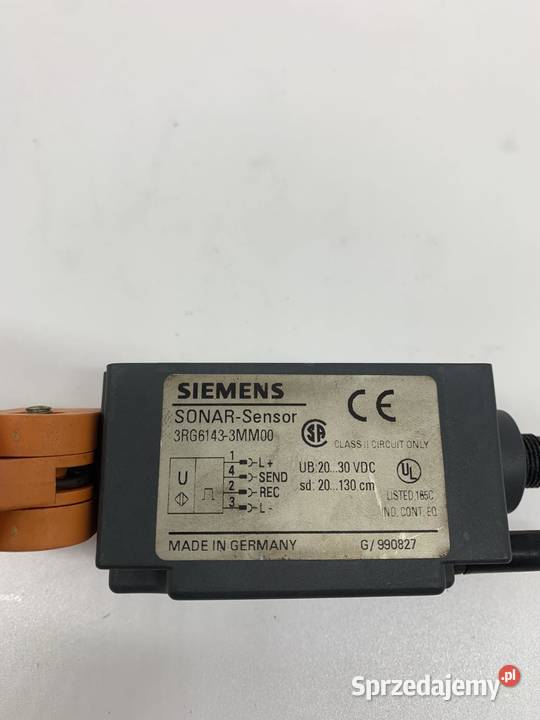 SIEMENS
SONAR-Sensor
3RG6143-3MM00
CE
SA
CLASS II CIRCUIT ONLY
1 L+
4 SEND
2 REC
3 L-
U
UB: 20...30 VDC
sd: 20...130 cm
UL
LISTED 165C
IND. CONT. EQ.
MADE IN GERMANY
G/990827
Sprzedajemy.pl